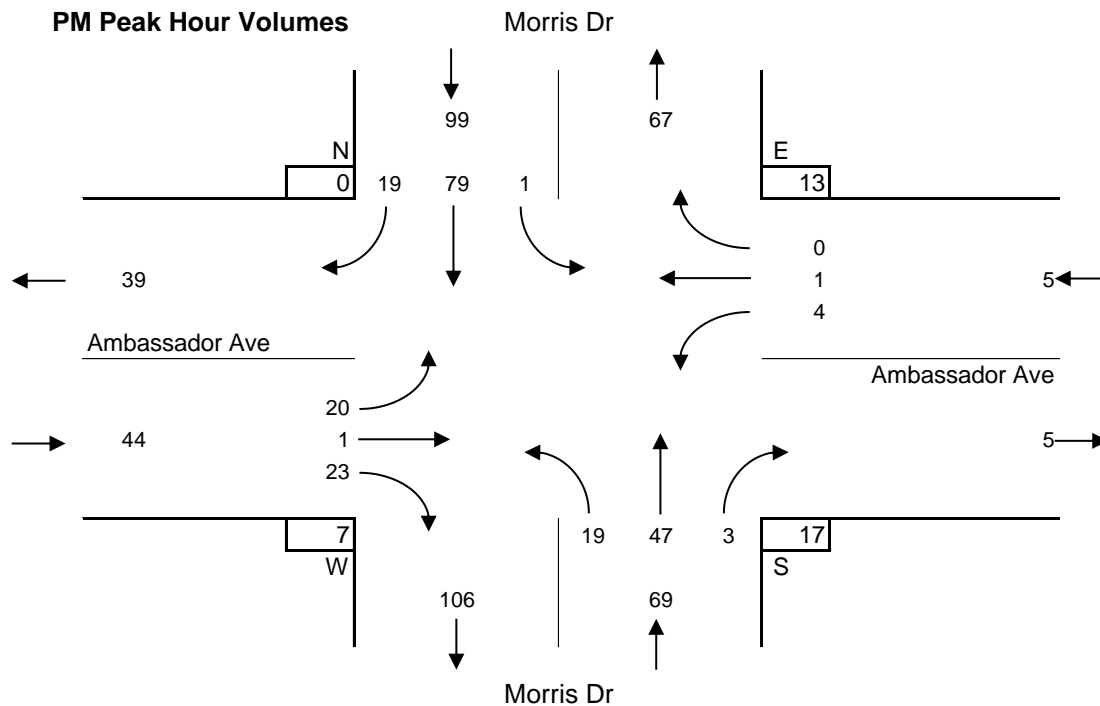 PM Peak Hour Volumes
Morris Dr
99 67
N E
0 19 79 1 13
0
39 1 5
4
Ambassador Ave
Ambassador Ave
20
44 1 5
23
7 19 47 3 17
W S
106 69
Morris Dr